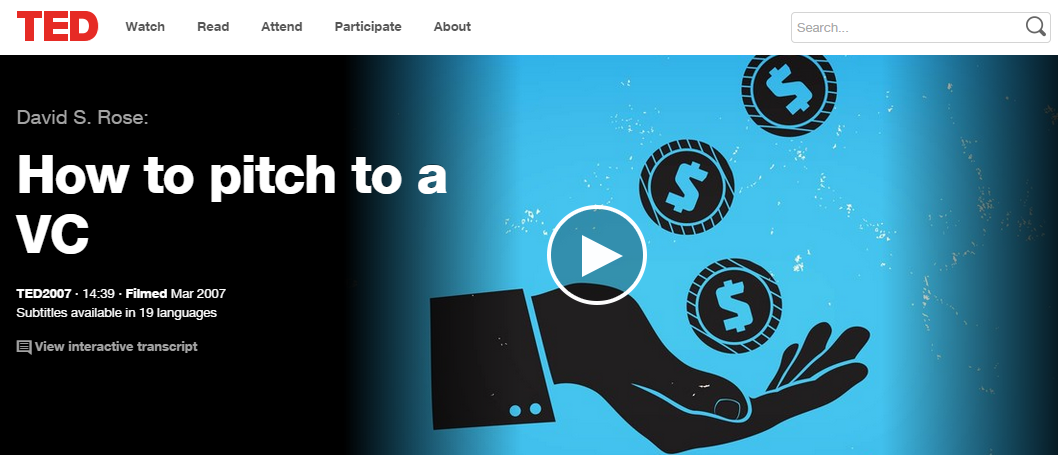 TED Watch Read Attend Participate About Search...
David S. Rose:
How to pitch to a
VC
TED2007 · 14:39 · Filmed Mar 2007
Subtitles available in 19 languages
View interactive transcript
$
$
$